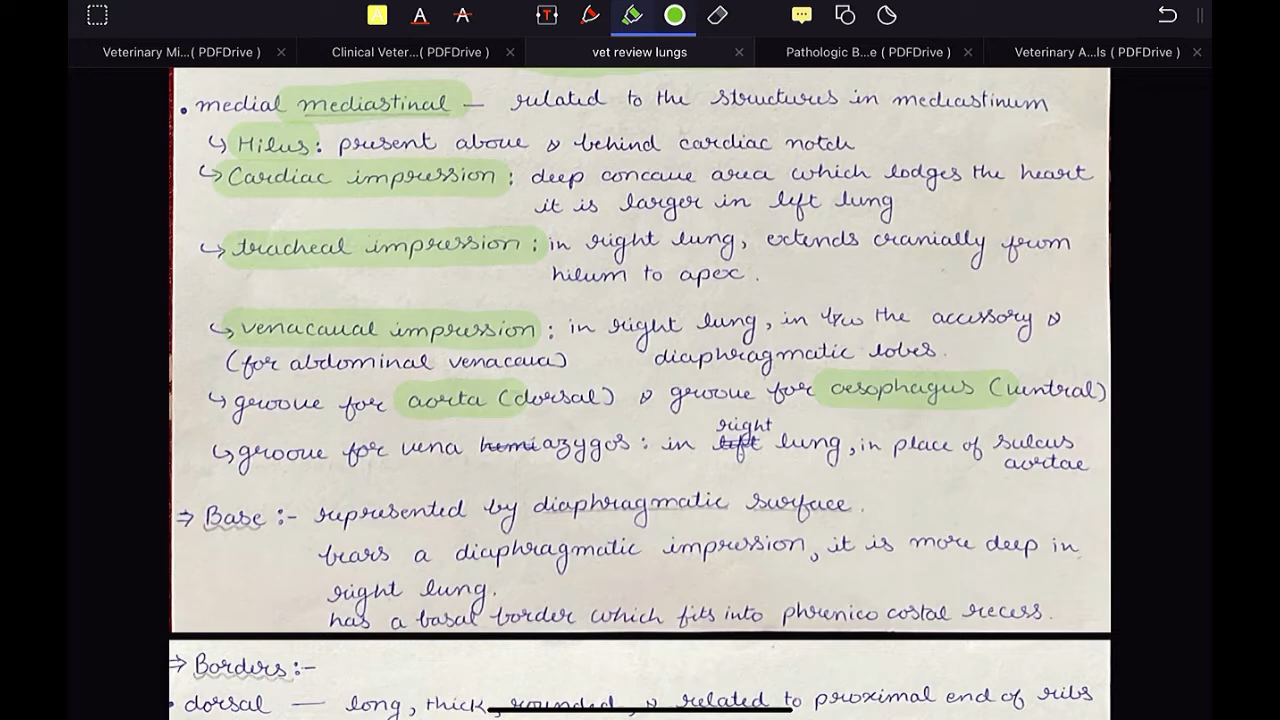 A A A T
Veterinary Mi... ( PDFDrive ) × Clinical Veter...( PDFDrive ) × vet review lungs × Pathologic B...e ( PDFDrive ) × Veterinary A...ls ( PDFDrive ) ×
• medial mediastinal — related to the structures in mediastinum
↳ Hilus : present above & behind cardiac notch
↳ Cardiac impression : deep concave area which lodges the heart
it is larger in left lung
↳ tracheal impression : in right lung, extends cranially from
hilum to apex .
↳ venacaval impression : in right lung, in b/w the accessory &
(for abdominal venacava) diaphragmatic lobes.
↳ groove for aorta (dorsal) & groove for oesophagus (ventral)
right
↳ groove for vena hemiazygos : in left lung, in place of sulcus
aortae
⇒ Base :- represented by diaphragmatic surface .
bears a diaphragmatic impression, it is more deep in
right lung.
has a basal border which fits into phrenico costal recess.
⇒ Borders :-
• dorsal — long, thick, rounded, & related to proximal end of ribs